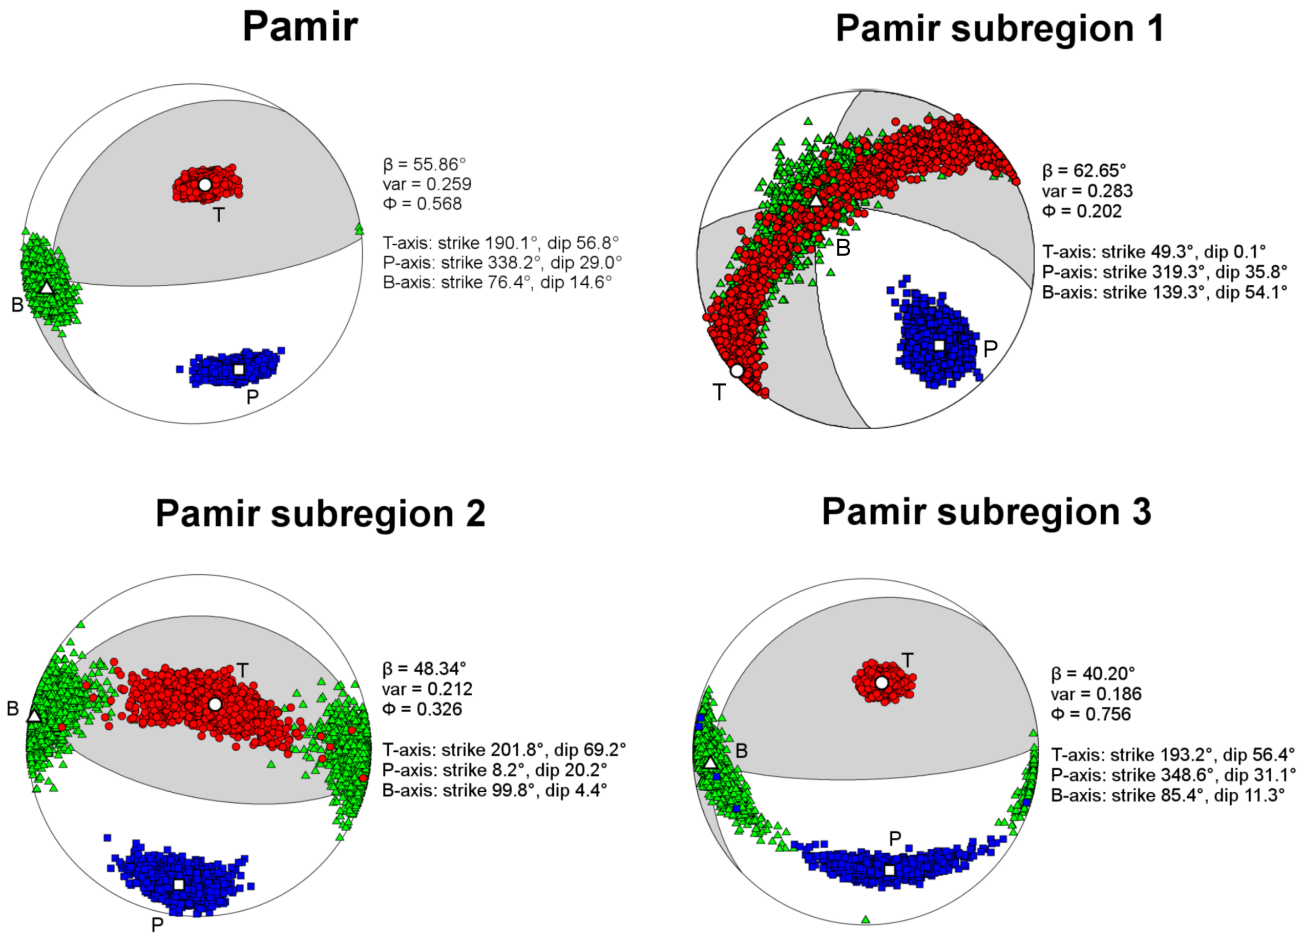 Pamir
β = 55.86°
var = 0.259
Φ = 0.568
T-axis: strike 190.1°, dip 56.8°
P-axis: strike 338.2°, dip 29.0°
B-axis: strike 76.4°, dip 14.6°
T
B
P
Pamir subregion 1
β = 62.65°
var = 0.283
Φ = 0.202
T-axis: strike 49.3°, dip 0.1°
P-axis: strike 319.3°, dip 35.8°
B-axis: strike 139.3°, dip 54.1°
B
P
T
Pamir subregion 2
β = 48.34°
var = 0.212
Φ = 0.326
T-axis: strike 201.8°, dip 69.2°
P-axis: strike 8.2°, dip 20.2°
B-axis: strike 99.8°, dip 4.4°
T
B
P
Pamir subregion 3
β = 40.20°
var = 0.186
Φ = 0.756
T-axis: strike 193.2°, dip 56.4°
P-axis: strike 348.6°, dip 31.1°
B-axis: strike 85.4°, dip 11.3°
T
B
P